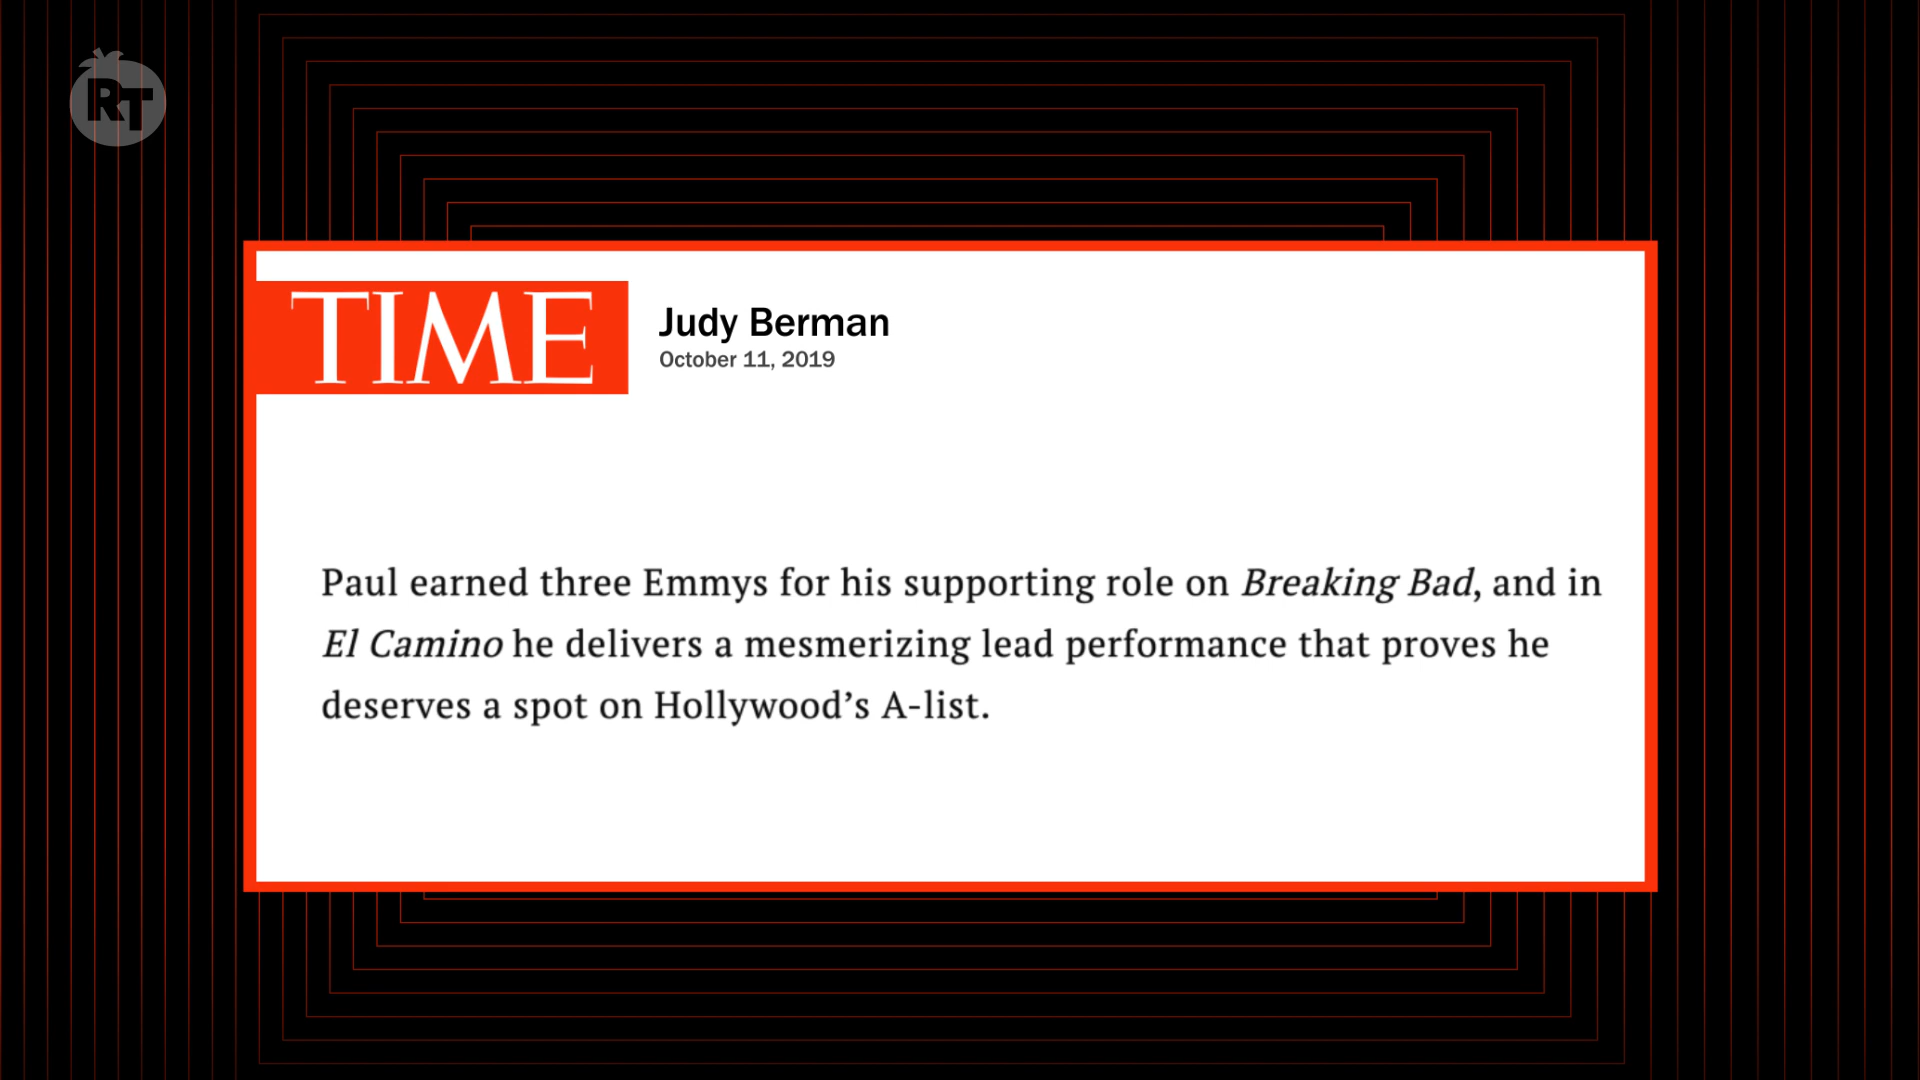 RT
TIME
Judy Berman
October 11, 2019
Paul earned three Emmys for his supporting role on Breaking Bad, and in
El Camino he delivers a mesmerizing lead performance that proves he
deserves a spot on Hollywood’s A-list.